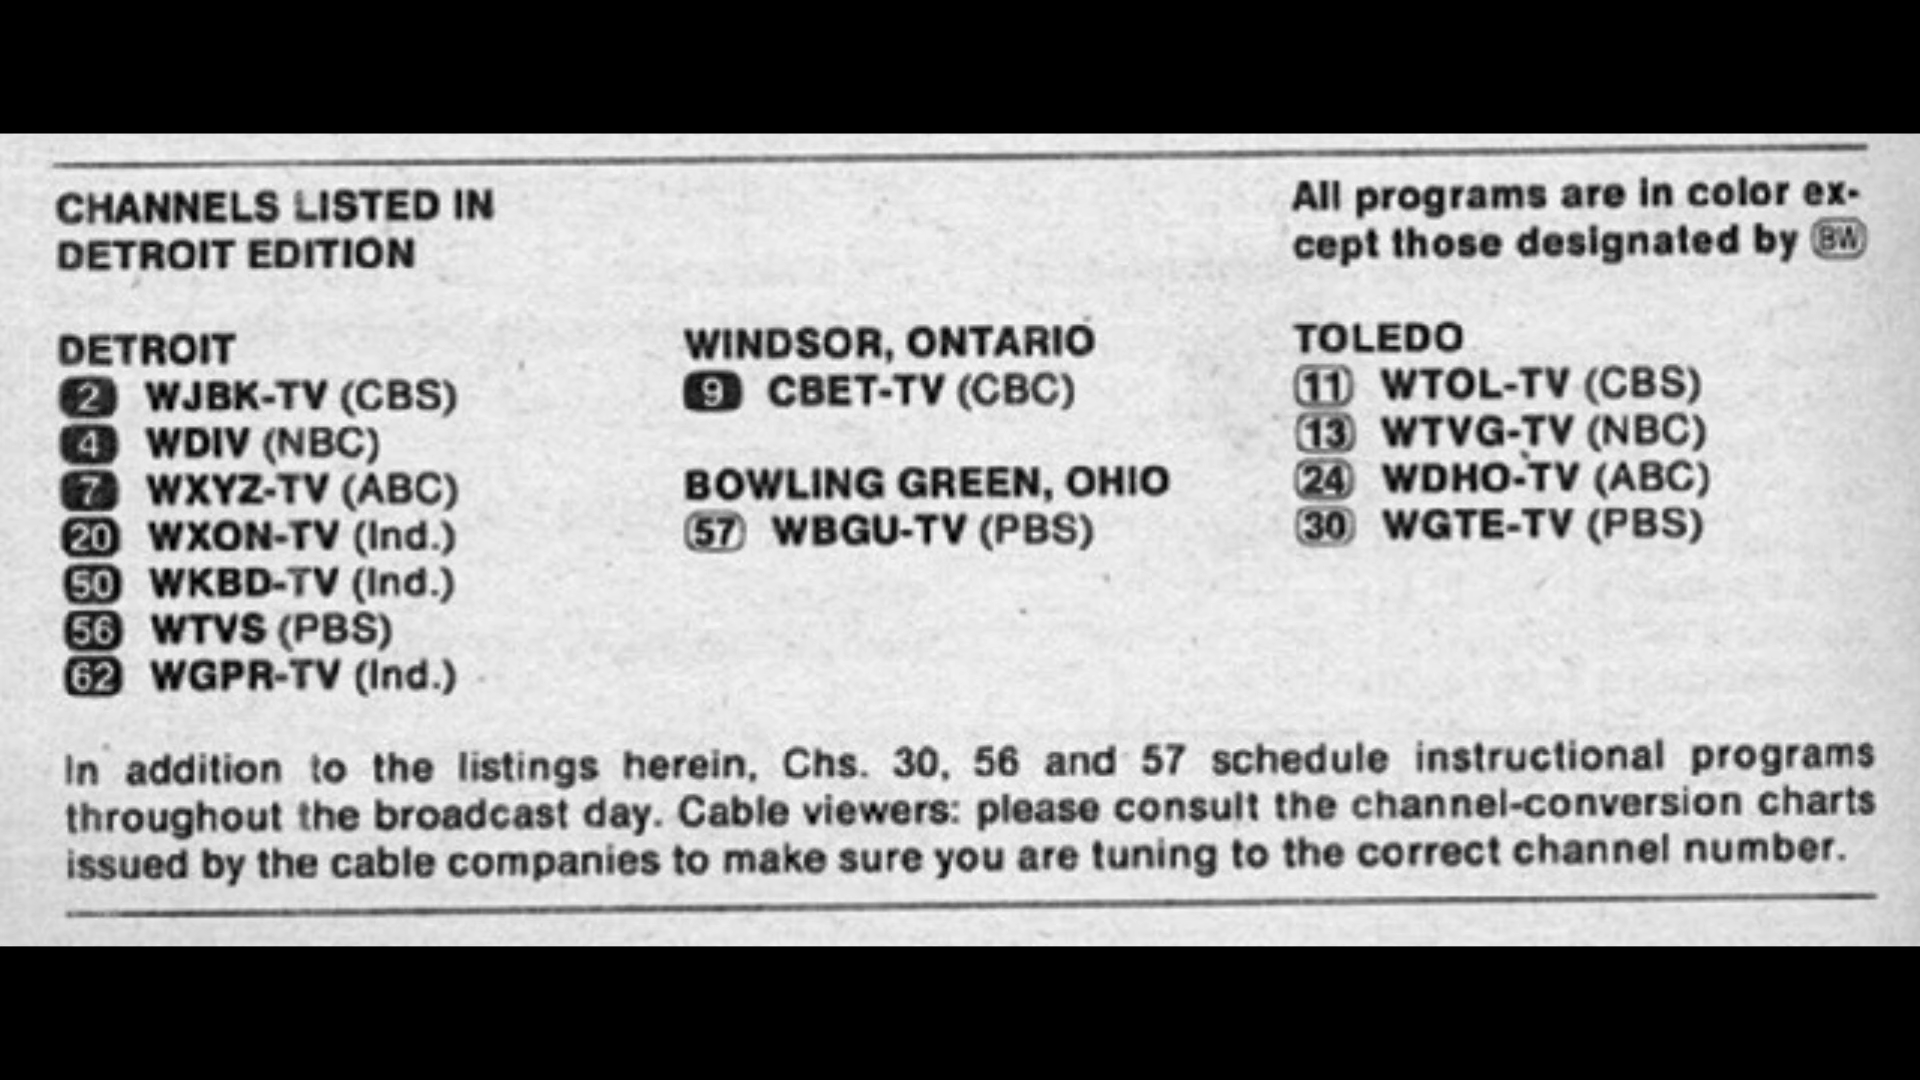 CHANNELS LISTED IN
DETROIT EDITION
All programs are in color ex-
cept those designated by BW
DETROIT
2 WJBK-TV (CBS)
4 WDIV (NBC)
7 WXYZ-TV (ABC)
20 WXON-TV (Ind.)
50 WKBD-TV (Ind.)
56 WTVS (PBS)
62 WGPR-TV (Ind.)
WINDSOR, ONTARIO
9 CBET-TV (CBC)
BOWLING GREEN, OHIO
57 WBGU-TV (PBS)
TOLEDO
11 WTOL-TV (CBS)
13 WTVG-TV (NBC)
24 WDHO-TV (ABC)
30 WGTE-TV (PBS)
In addition to the listings herein, Chs. 30, 56 and 57 schedule instructional programs
throughout the broadcast day. Cable viewers: please consult the channel-conversion charts
issued by the cable companies to make sure you are tuning to the correct channel number.